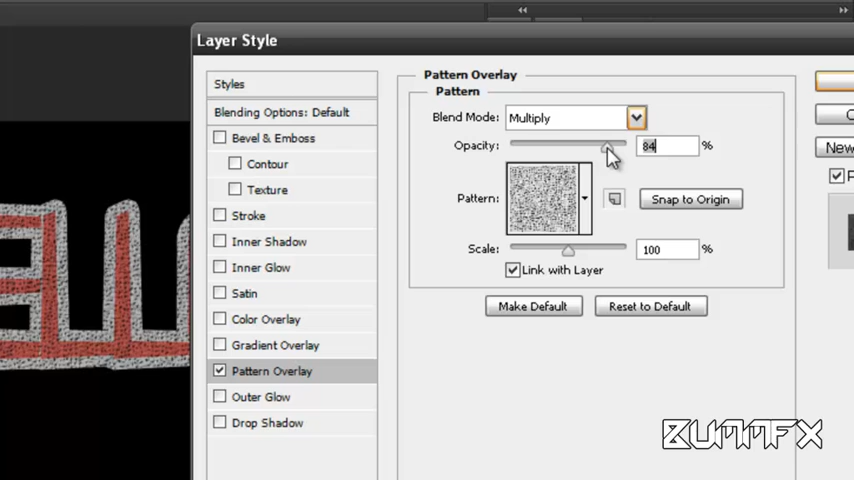 Layer Style
Styles
Blending Options: Default
Bevel & Emboss
Contour
Texture
Stroke
Inner Shadow
Inner Glow
Satin
Color Overlay
Gradient Overlay
Pattern Overlay
Outer Glow
Drop Shadow
Pattern Overlay
Pattern
Blend Mode: Multiply
Opacity: 84 %
Pattern: Snap to Origin
Scale: 100 %
Link with Layer
Make Default Reset to Default
New
BUMMFX